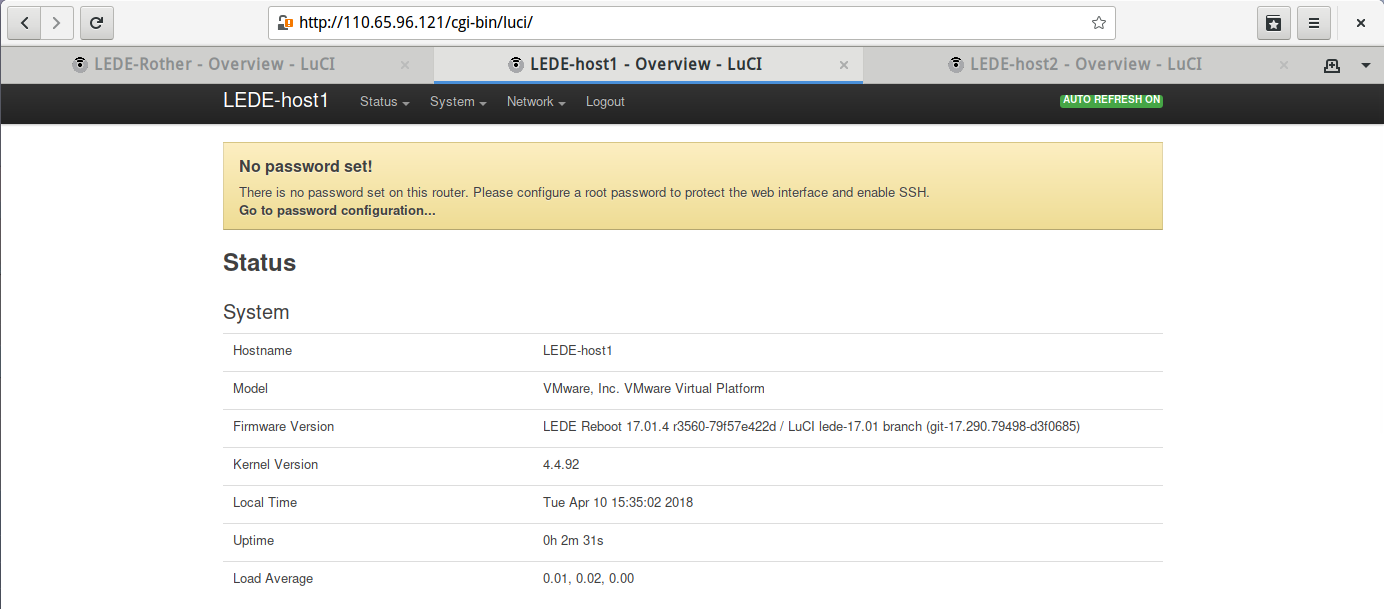 http://110.65.96.121/cgi-bin/luci/
LEDE-Rother - Overview - LuCI
LEDE-host1 - Overview - LuCI
LEDE-host2 - Overview - LuCI
LEDE-host1 Status System Network Logout AUTO REFRESH ON
No password set!
There is no password set on this router. Please configure a root password to protect the web interface and enable SSH.
Go to password configuration...
Status
System
Hostname LEDE-host1
Model VMware, Inc. VMware Virtual Platform
Firmware Version LEDE Reboot 17.01.4 r3560-79f57e422d / LuCI lede-17.01 branch (git-17.290.79498-d3f0685)
Kernel Version 4.4.92
Local Time Tue Apr 10 15:35:02 2018
Uptime 0h 2m 31s
Load Average 0.01, 0.02, 0.00